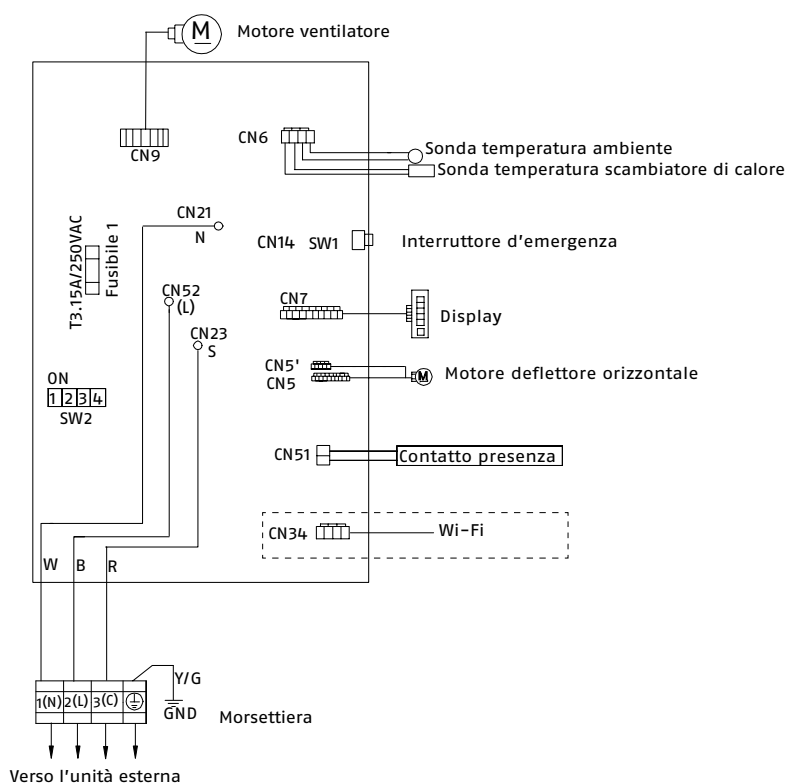 M
Motore ventilatore
CN9
CN6
Sonda temperatura ambiente
Sonda temperatura scambiatore di calore
CN21
N
T3.15A/250VAC
Fusibile 1
CN14 SW1
Interruttore d'emergenza
CN52
(L)
CN7
Display
CN23
S
CN5'
CN5
M
Motore deflettore orizzontale
ON
1 2 3 4
SW2
CN51
Contatto presenza
CN34
Wi-Fi
W B R
Y/G
1(N) 2(L) 3(C)
GND
Morsettiera
Verso l'unità esterna